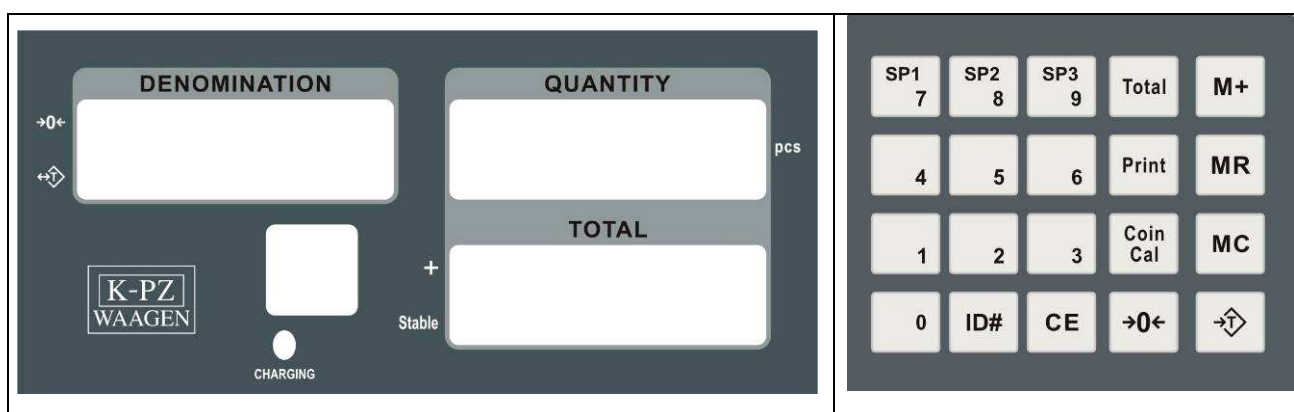 DENOMINATION
QUANTITY
→0←
pcs
↔T
TOTAL
+
K-PZ
WAAGEN
Stable
CHARGING
SP1 7
SP2 8
SP3 9
Total
M+
4
5
6
Print
MR
1
2
3
Coin
Cal
MC
0
ID#
CE
→0←
→T